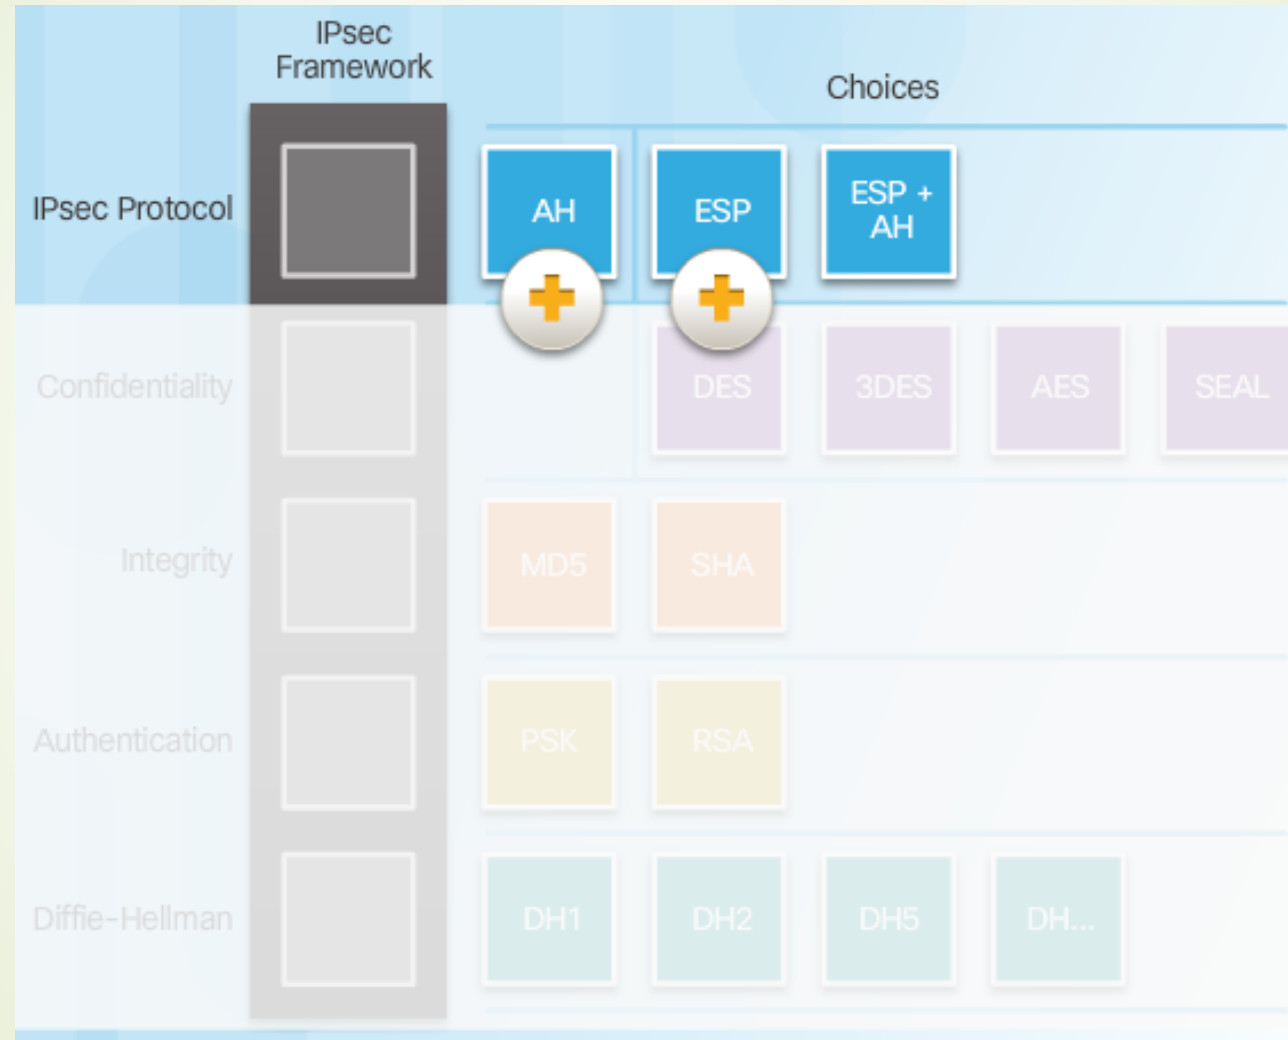 IPsec
Framework
Choices
IPsec Protocol
AH
ESP
ESP +
AH
Confidentiality
DES
3DES
AES
SEAL
Integrity
MD5
SHA
Authentication
PSK
RSA
Diffie-Hellman
DH1
DH2
DH5
DH...